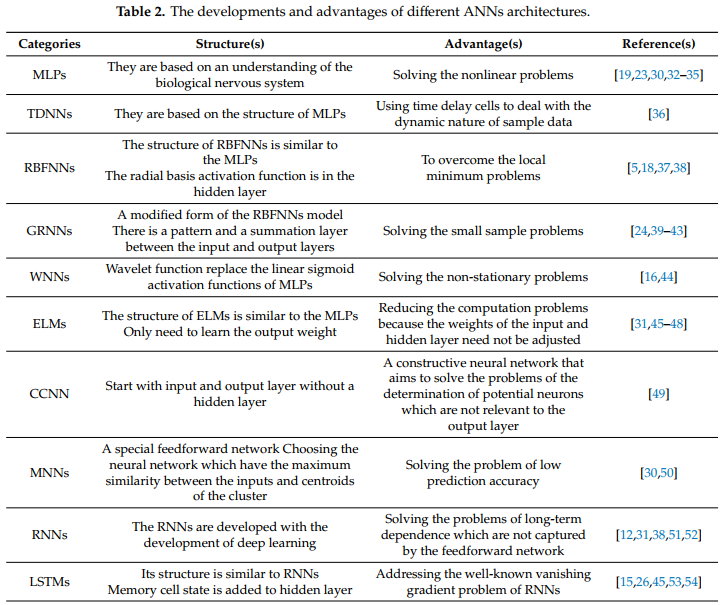 Table 2. The developments and advantages of different ANNs architectures.
Categories Structure(s) Advantage(s) Reference(s)
MLPs
They are based on an understanding of the
biological nervous system
Solving the nonlinear problems
[19,23,30,32–35]
TDNNs
They are based on the structure of MLPs
Using time delay cells to deal with the
dynamic nature of sample data
[36]
RBFNNs
The structure of RBFNNs is similar to
the MLPs
The radial basis activation function is in the
hidden layer
To overcome the local
minimum problems
[5,18,37,38]
GRNNs
A modified form of the RBFNNs model
There is a pattern and a summation layer
between the input and output layers
Solving the small sample problems
[24,39–43]
WNNs
Wavelet function replace the linear sigmoid
activation functions of MLPs
Solving the non-stationary problems
[16,44]
ELMs
The structure of ELMs is similar to the MLPs
Only need to learn the output weight
Reducing the computation problems
because the weights of the input and
hidden layer need not be adjusted
[31,45–48]
CCNN
Start with input and output layer without a
hidden layer
A constructive neural network that
aims to solve the problems of the
determination of potential neurons
which are not relevant to the
output layer
[49]
MNNs
A special feedforward network Choosing the
neural network which have the maximum
similarity between the inputs and centroids
of the cluster
Solving the problem of low
prediction accuracy
[30,50]
RNNs
The RNNs are developed with the
development of deep learning
Solving the problems of long-term
dependence which are not captured
by the feedforward network
[12,31,38,51,52]
LSTMs
Its structure is similar to RNNs
Memory cell state is added to hidden layer
Addressing the well-known vanishing
gradient problem of RNNs
[15,26,45,53,54]